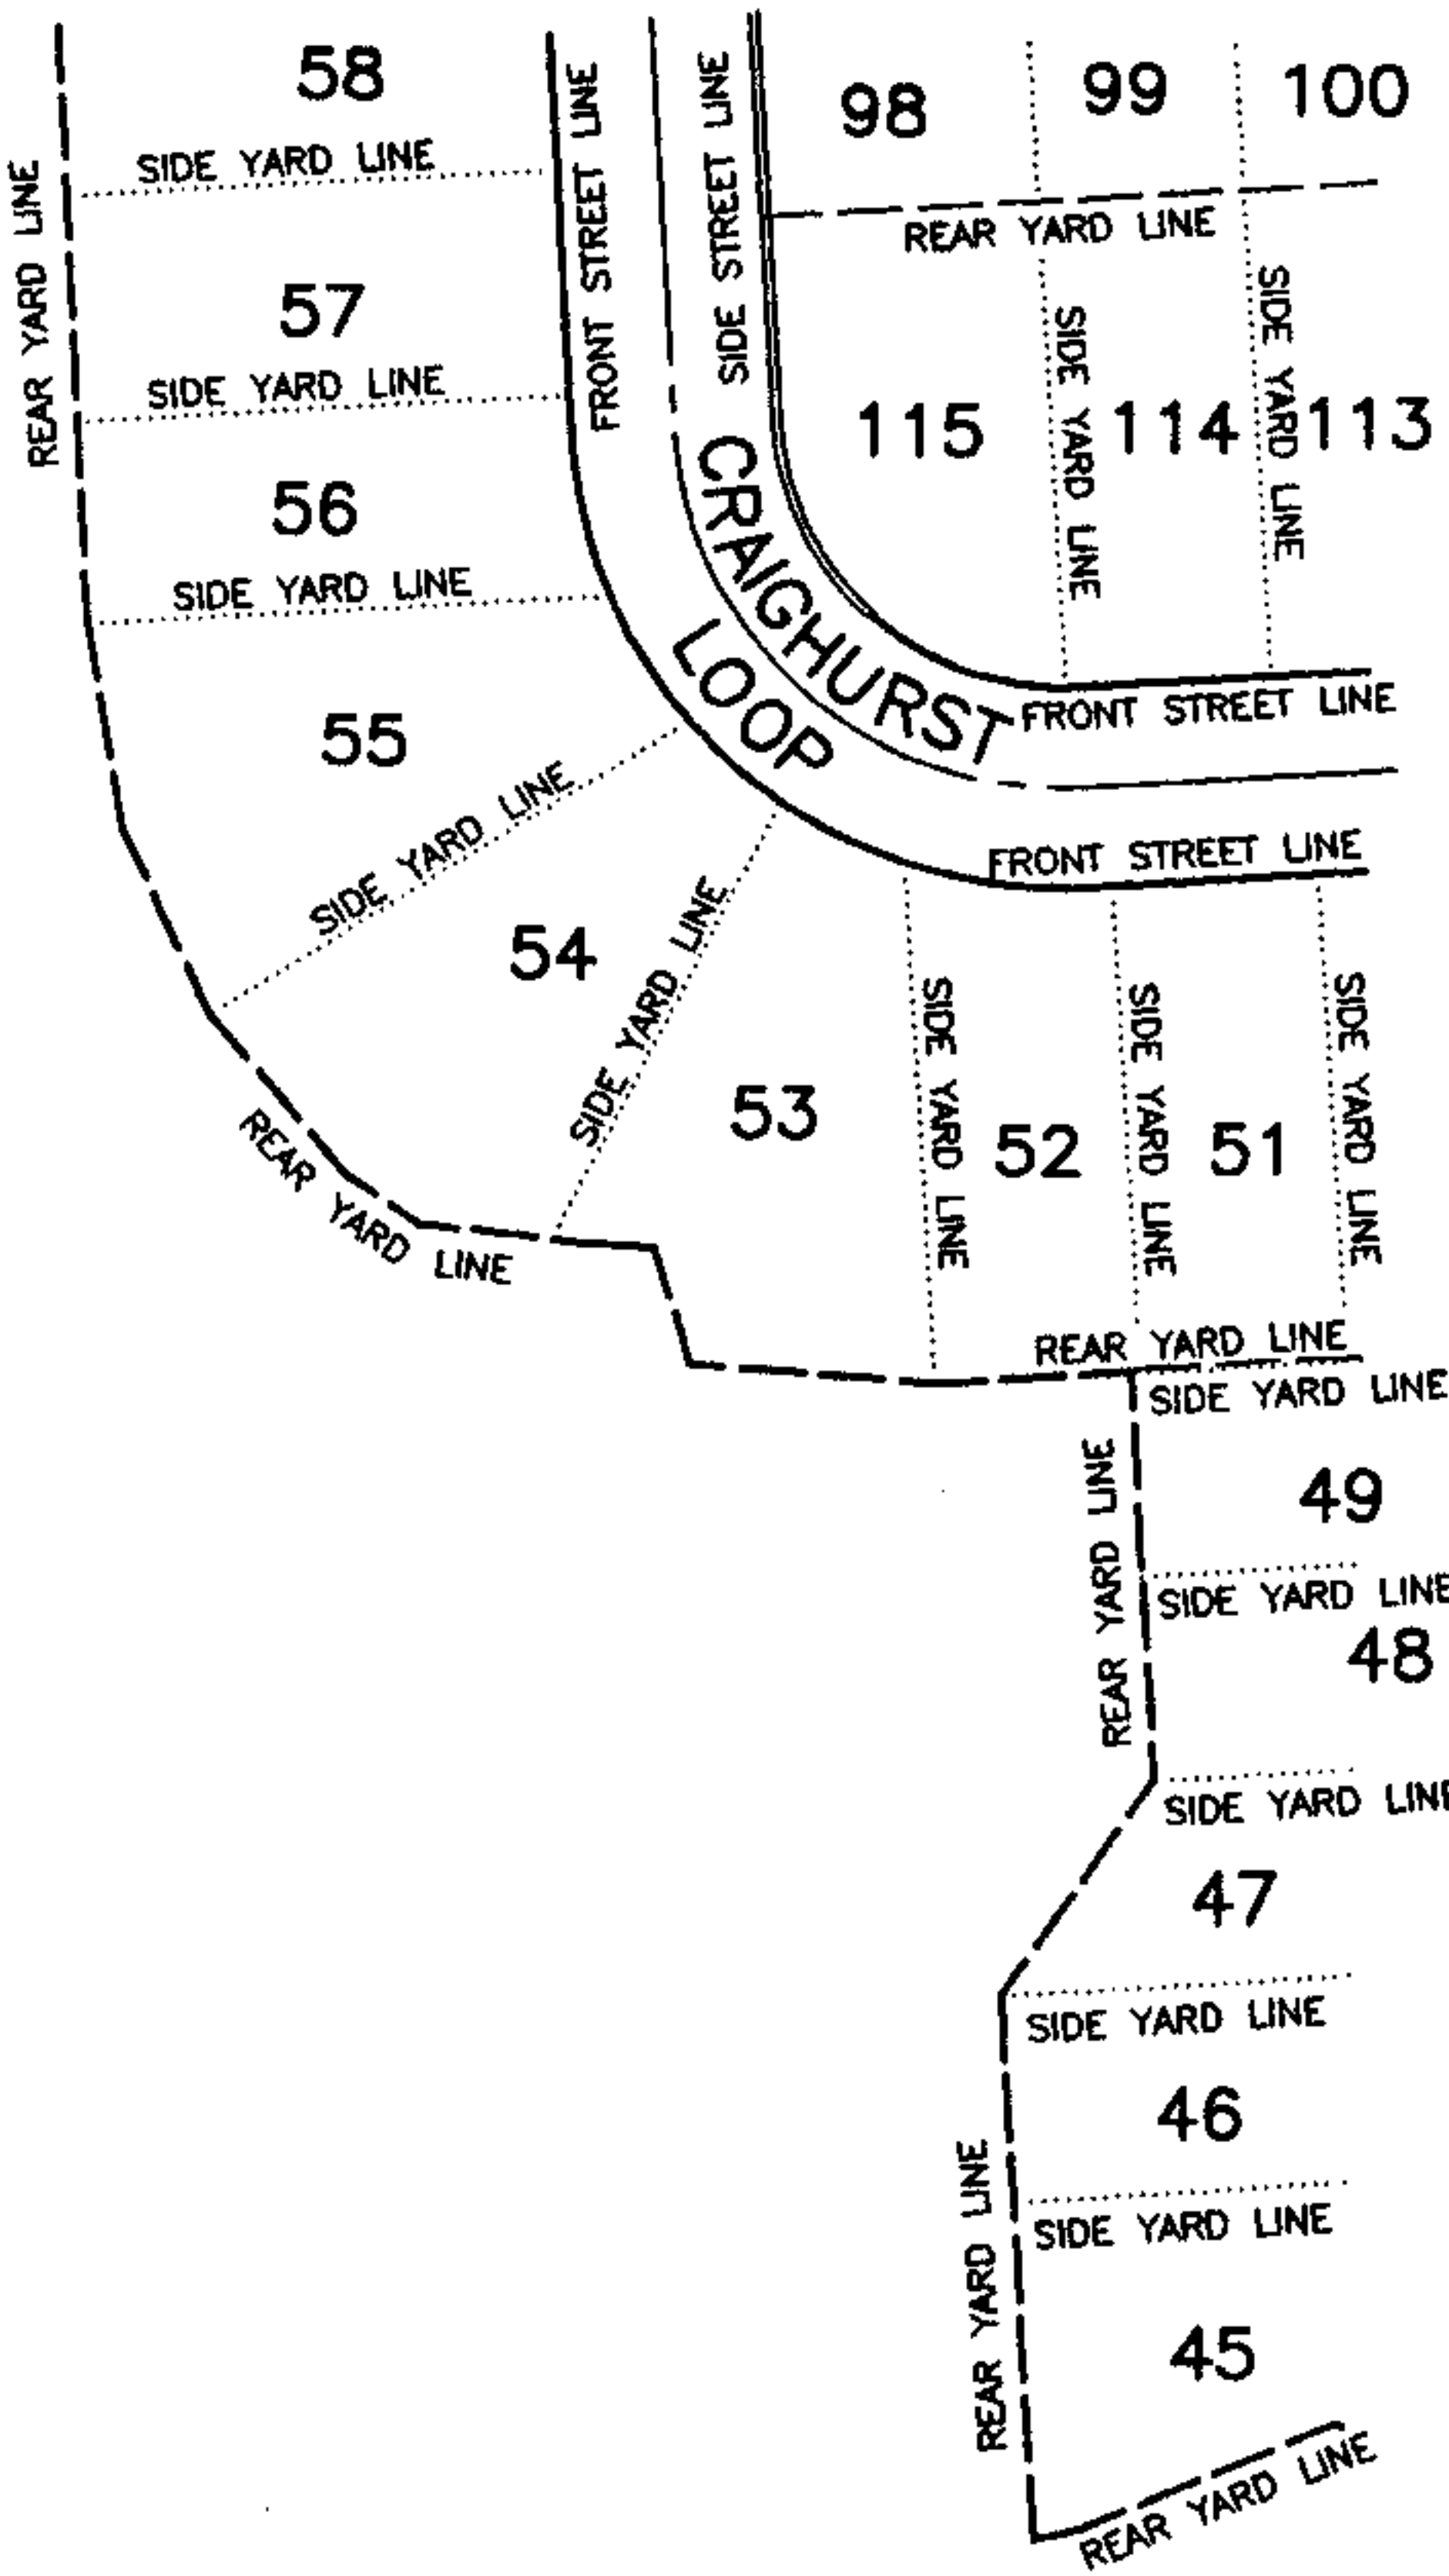 58
99
100
98
SIDE YARD LINE
REAR YARD LINE
FRONT STREET LINE
SIDE STREET LINE
REAR YARD LINE
57
SIDE YARD LINE
SIDE YARD LINE
SIDE YARD LINE
115
114
113
56
SIDE YARD LINE
CRAIGHURST
LOOP
FRONT STREET LINE
55
SIDE YARD LINE
FRONT STREET LINE
54
SIDE YARD LINE
53
SIDE YARD LINE
52
SIDE YARD LINE
51
SIDE YARD LINE
REAR YARD LINE
REAR YARD LINE
SIDE YARD LINE
49
REAR YARD LINE
SIDE YARD LINE
48
SIDE YARD LINE
47
SIDE YARD LINE
46
REAR YARD LINE
SIDE YARD LINE
45
REAR YARD LINE